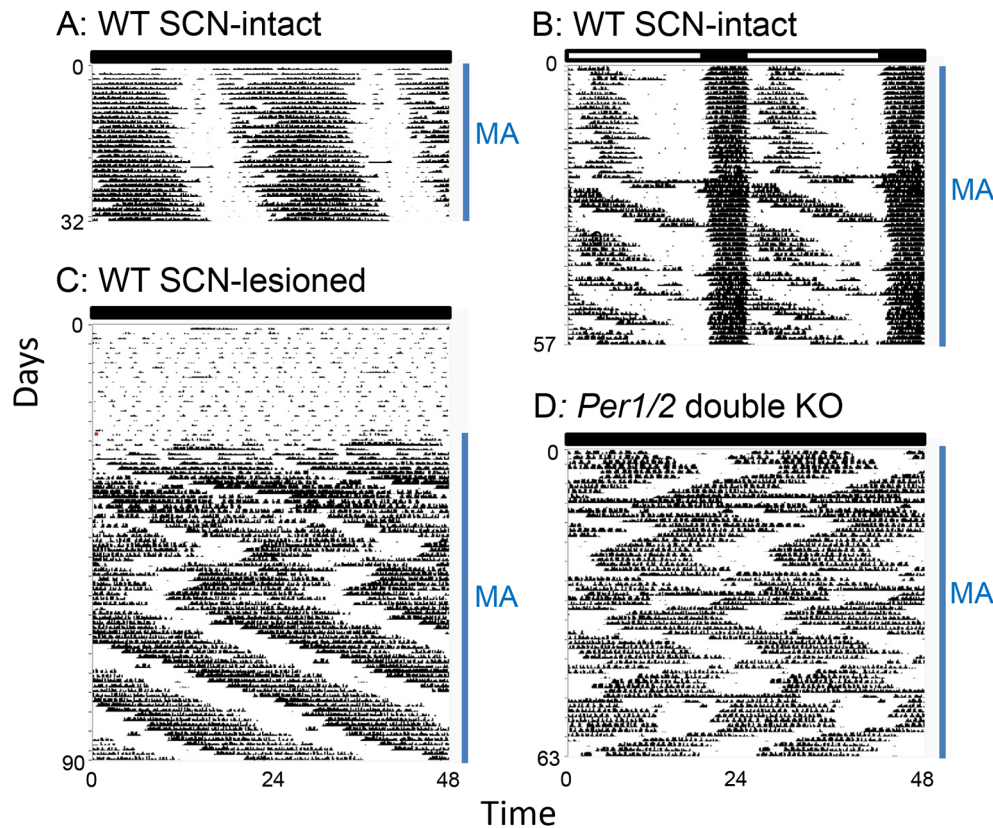 A: WT SCN-intact
0
32
MA
B: WT SCN-intact
0
57
MA
C: WT SCN-lesioned
0
90
MA
0 24 48
D: Per1/2 double KO
0
63
MA
0 24 48
Days
Time